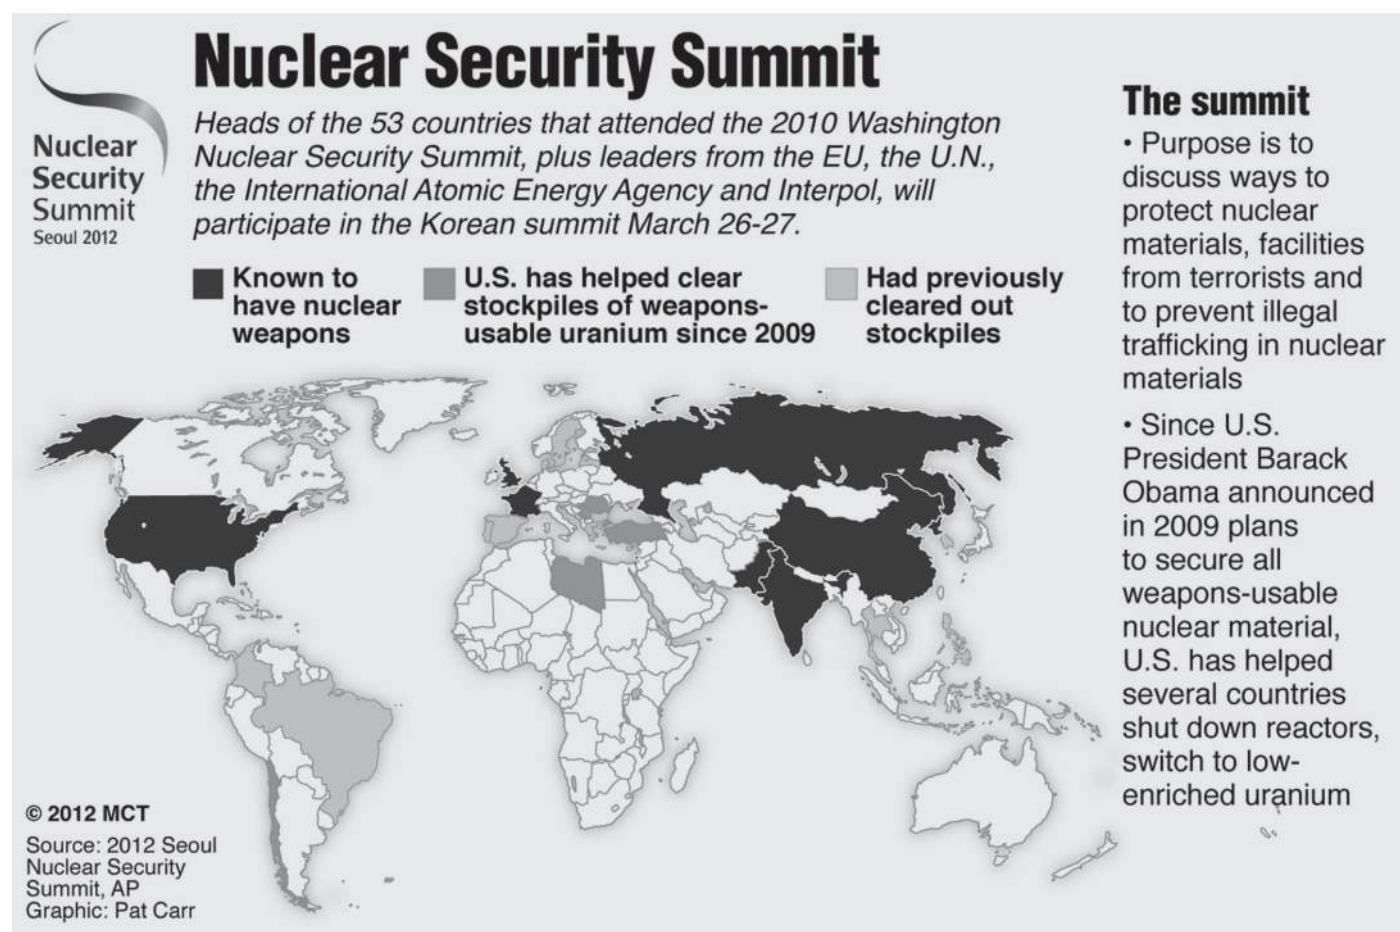 Nuclear
Security
Summit
Seoul 2012
Nuclear Security Summit
Heads of the 53 countries that attended the 2010 Washington
Nuclear Security Summit, plus leaders from the EU, the U.N.,
the International Atomic Energy Agency and Interpol, will
participate in the Korean summit March 26-27.
Known to
have nuclear
weapons
U.S. has helped clear
stockpiles of weapons-
usable uranium since 2009
Had previously
cleared out
stockpiles
The summit
• Purpose is to
discuss ways to
protect nuclear
materials, facilities
from terrorists and
to prevent illegal
trafficking in nuclear
materials
• Since U.S.
President Barack
Obama announced
in 2009 plans
to secure all
weapons-usable
nuclear material,
U.S. has helped
several countries
shut down reactors,
switch to low-
enriched uranium
© 2012 MCT
Source: 2012 Seoul
Nuclear Security
Summit, AP
Graphic: Pat Carr